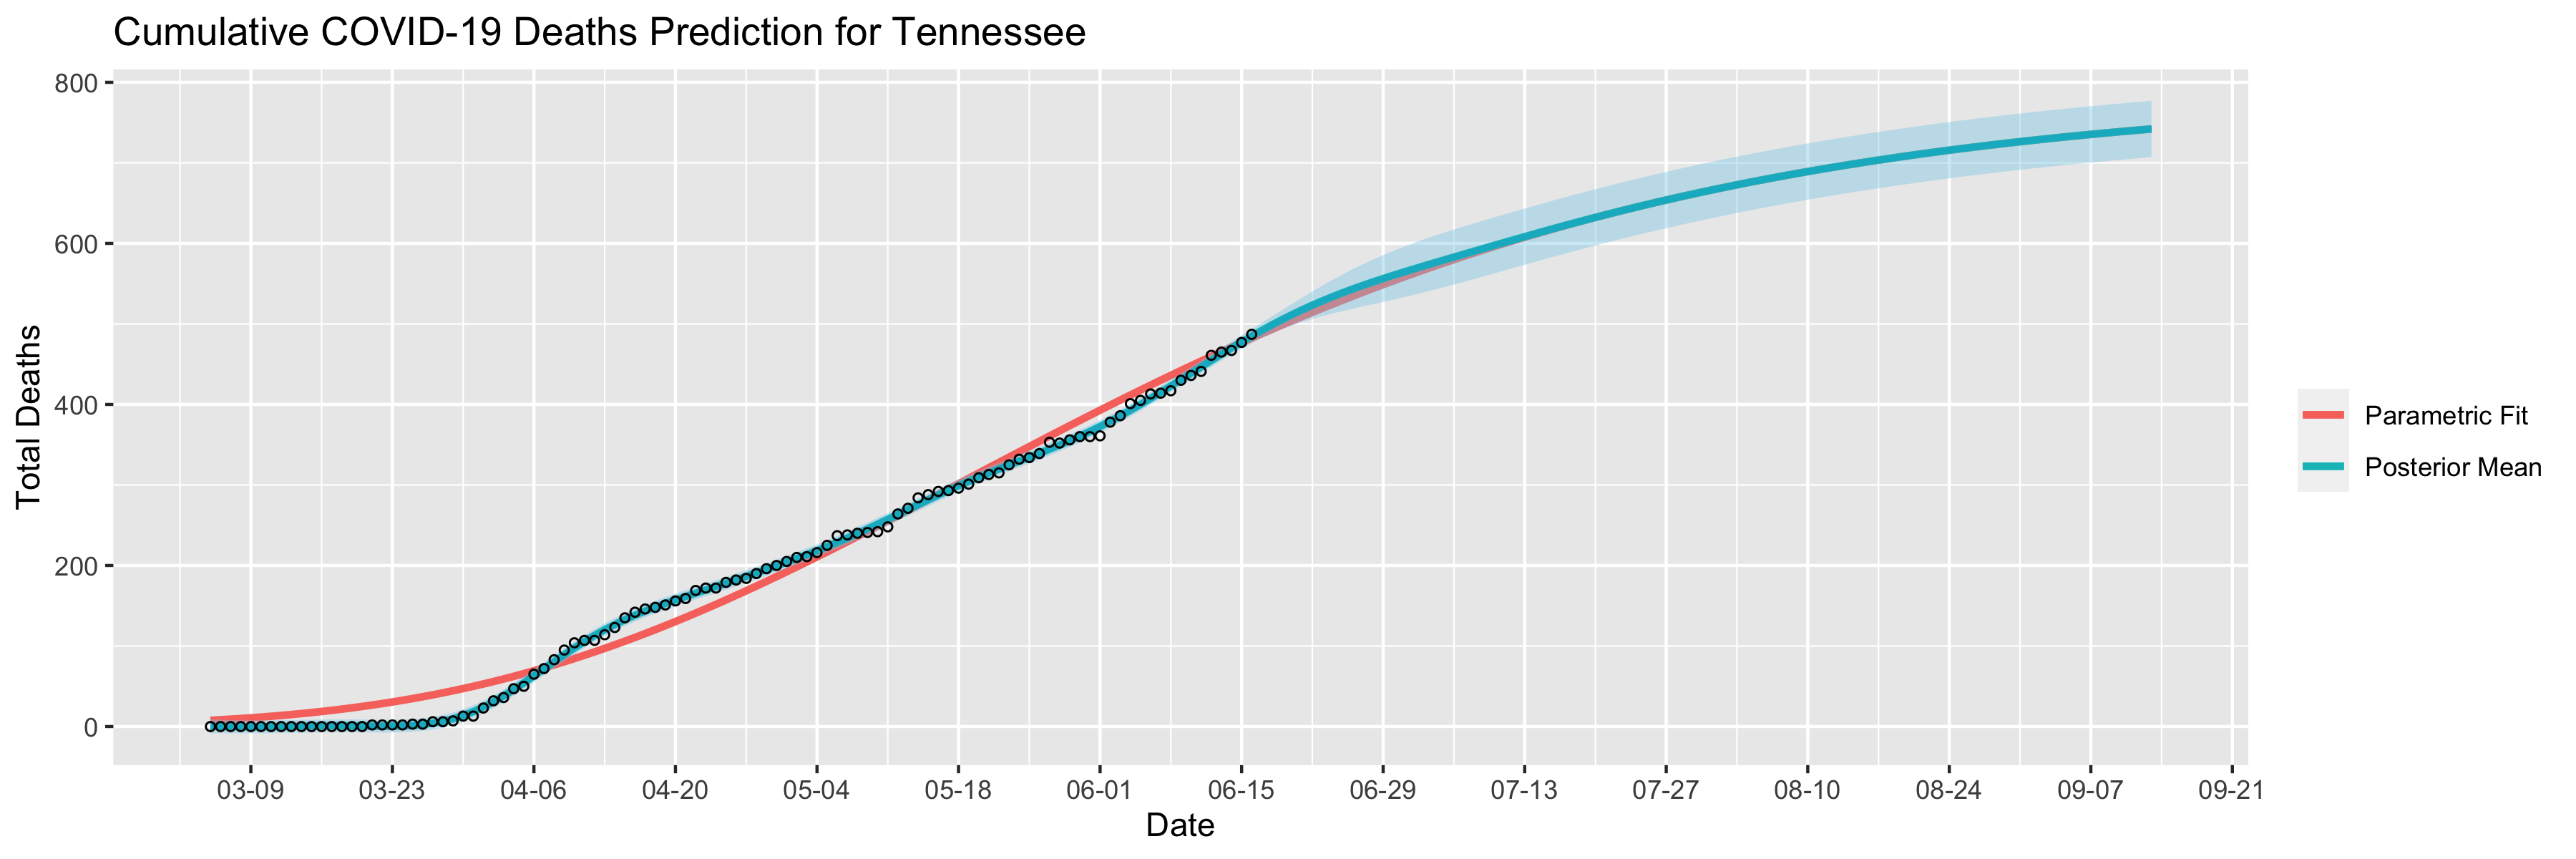 Cumulative COVID-19 Deaths Prediction for Tennessee
800
600
400
200
0
Total Deaths
03-09 03-23 04-06 04-20 05-04 05-18 06-01 06-15 06-29 07-13 07-27 08-10 08-24 09-07 09-21
Date
Parametric Fit
Posterior Mean